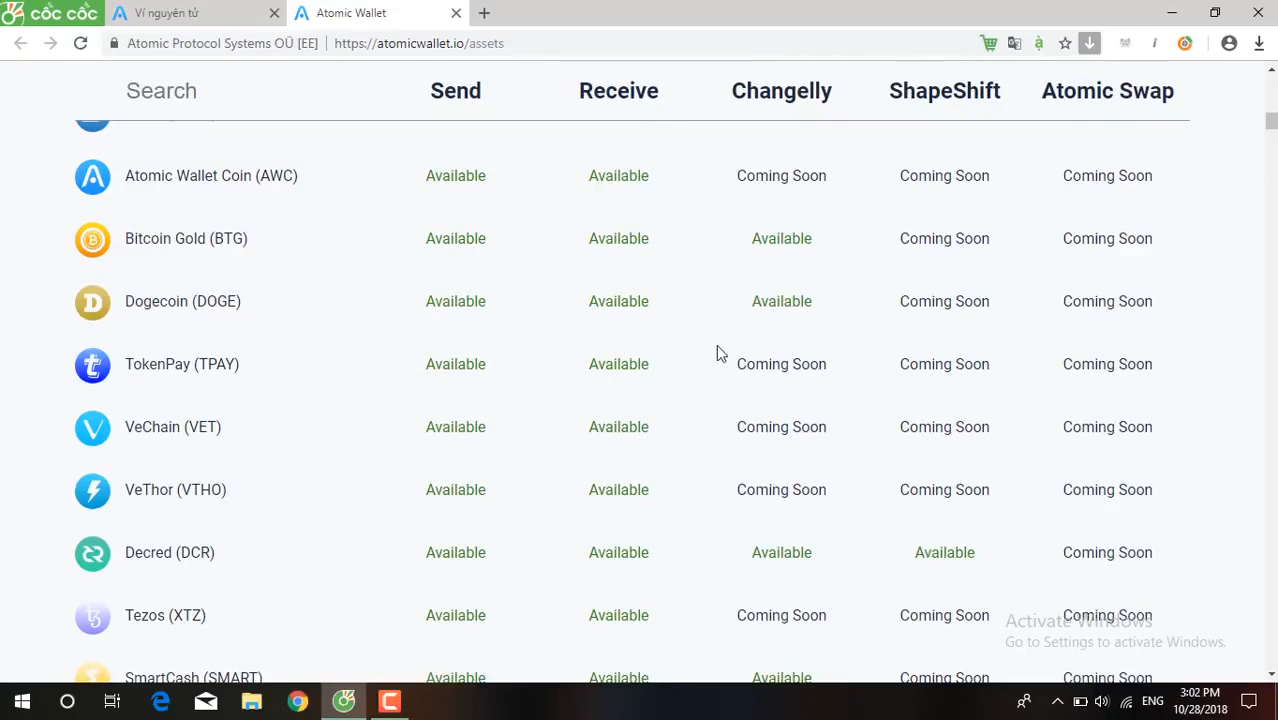 cốc cốc
Ví nguyên tử
Atomic Wallet
Atomic Protocol Systems OÜ [EE]
https://atomicwallet.io/assets
Search Send Receive Changelly ShapeShift Atomic Swap
Atomic Wallet Coin (AWC) Available Available Coming Soon Coming Soon Coming Soon
Bitcoin Gold (BTG) Available Available Available Coming Soon Coming Soon
Dogecoin (DOGE) Available Available Available Coming Soon Coming Soon
TokenPay (TPAY) Available Available Coming Soon Coming Soon Coming Soon
VeChain (VET) Available Available Coming Soon Coming Soon Coming Soon
VeThor (VTHO) Available Available Coming Soon Coming Soon Coming Soon
Decred (DCR) Available Available Available Available Coming Soon
Tezos (XTZ) Available Available Coming Soon Coming Soon Coming Soon
Activate Windows
Go to Settings to activate Windows.
SmartCash (SMART) Available Available Available Coming Soon Coming Soon
ENG
3:02 PM
10/28/2018